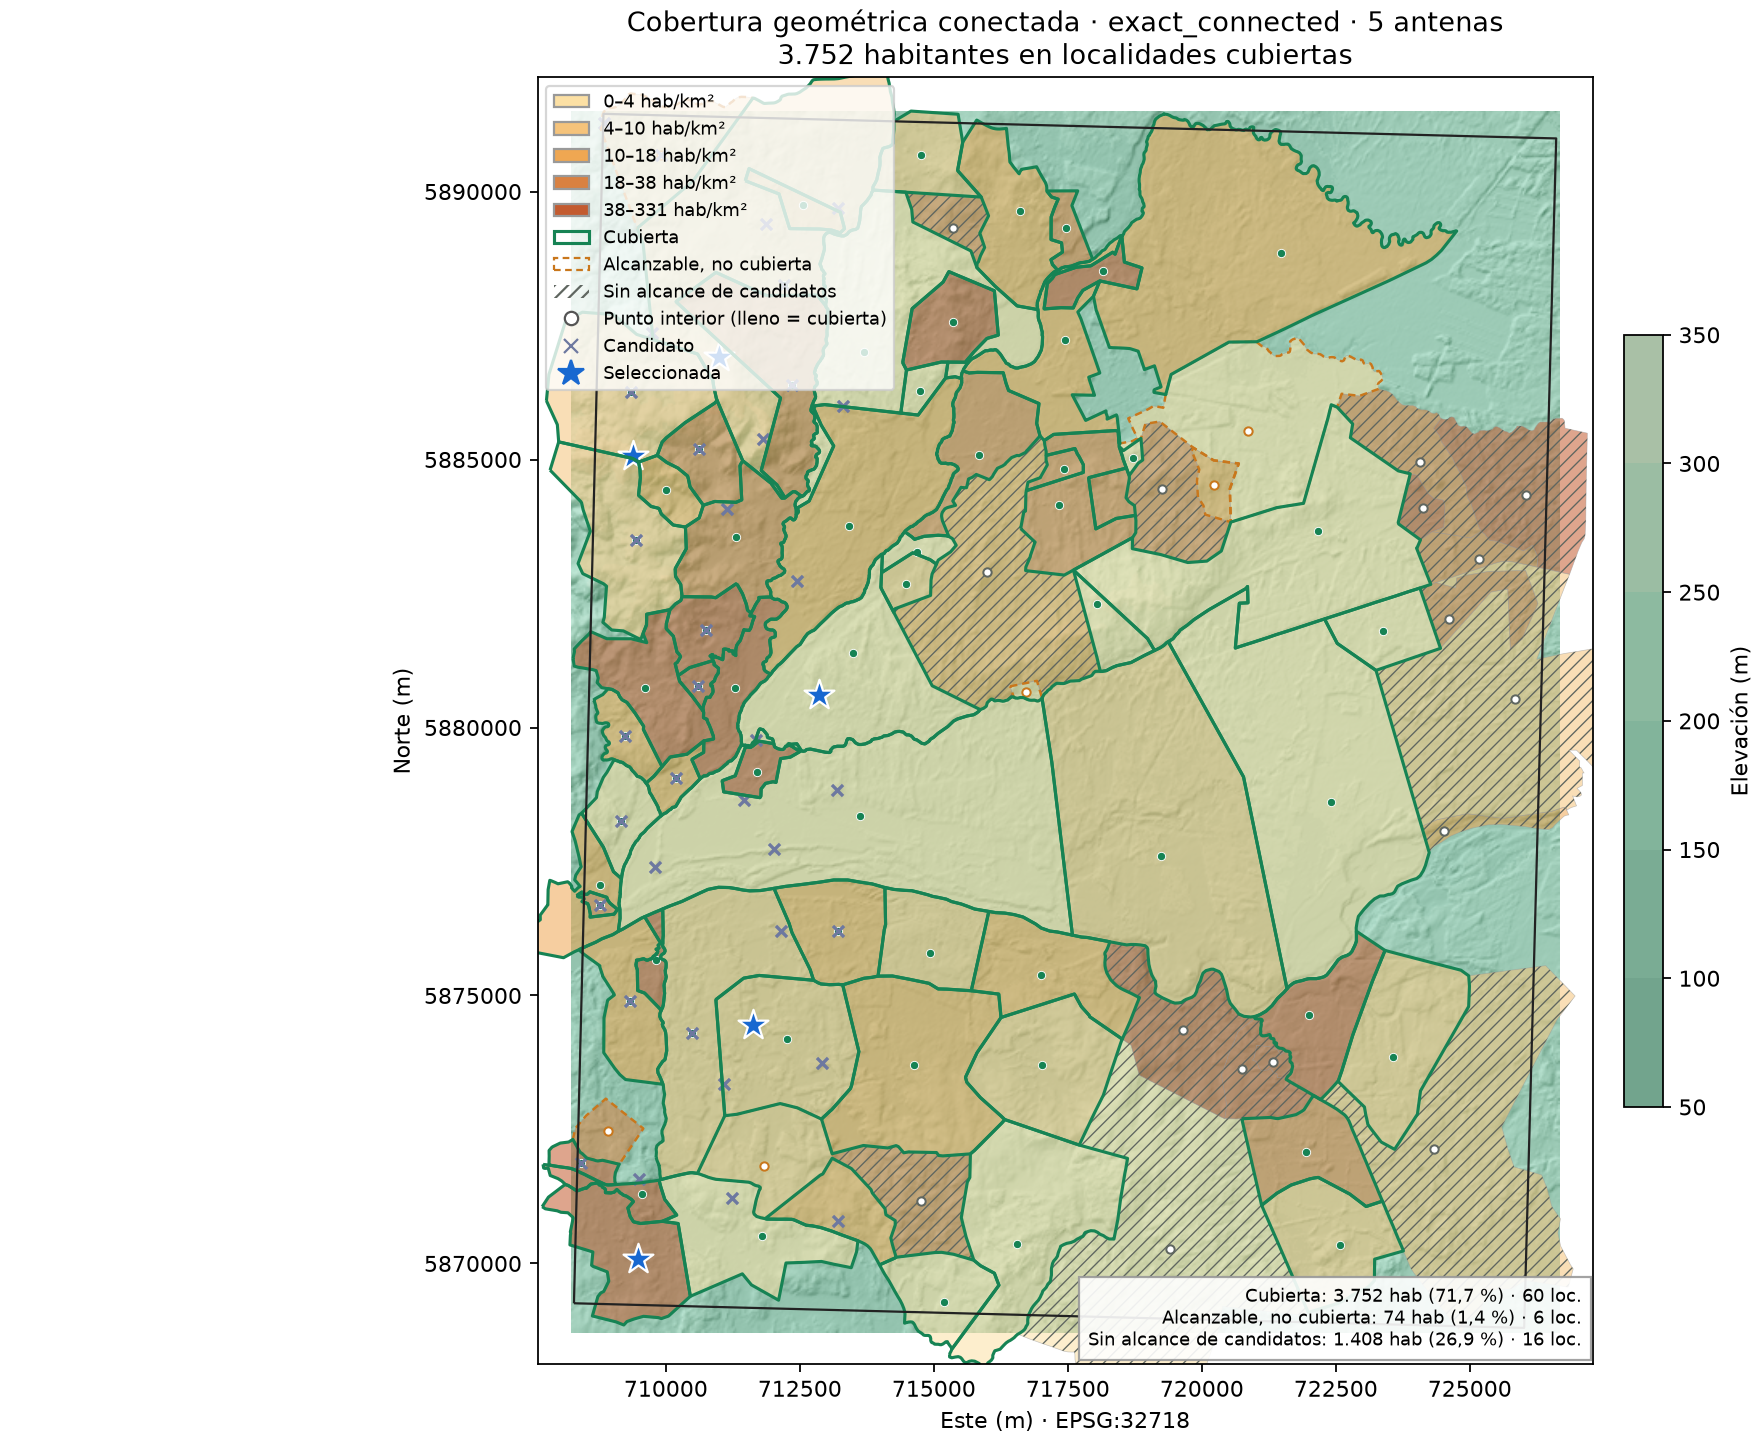 Cobertura geométrica conectada · exact_connected · 5 antenas
3.752 habitantes en localidades cubiertas
0–4 hab/km²
4–10 hab/km²
10–18 hab/km²
18–38 hab/km²
38–331 hab/km²
Cubierta
Alcanzable, no cubierta
Sin alcance de candidatos
Punto interior (lleno = cubierta)
Candidato
Seleccionada
5890000
5885000
5880000
5875000
5870000
Norte (m)
350
300
250
200
150
100
50
Elevación (m)
Cubierta: 3.752 hab (71,7 %) · 60 loc.
Alcanzable, no cubierta: 74 hab (1,4 %) · 6 loc.
Sin alcance de candidatos: 1.408 hab (26,9 %) · 16 loc.
710000 712500 715000 717500 720000 722500 725000
Este (m) · EPSG:32718